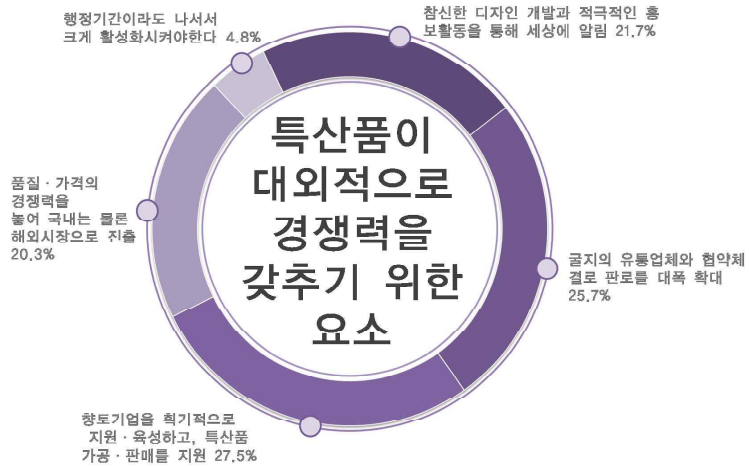 행정기간이라도 나서서
크게 활성화시켜야한다 4.8%
참신한 디자인 개발과 적극적인 홍
보활동을 통해 세상에 알림 21.7%
특산품이
대외적으로
경쟁력을
갖추기 위한
요소
품질·가격의
경쟁력을
높여 국내는 물론
해외시장으로 진출
20.3%
굴지의 유통업체와 협약체
결로 판로를 대폭 확대
25.7%
향토기업을 획기적으로
지원·육성하고, 특산품
가공·판매를 지원 27.5%